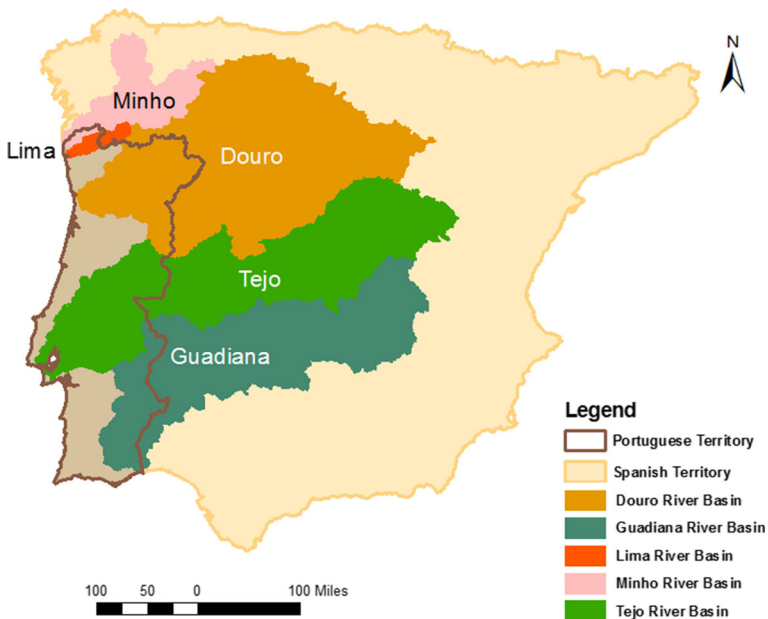 N
Minho
Lima
Douro
Tejo
Guadiana
Legend
Portuguese Territory
Spanish Territory
Douro River Basin
Guadiana River Basin
Lima River Basin
Minho River Basin
Tejo River Basin
100 50 0 100 Miles